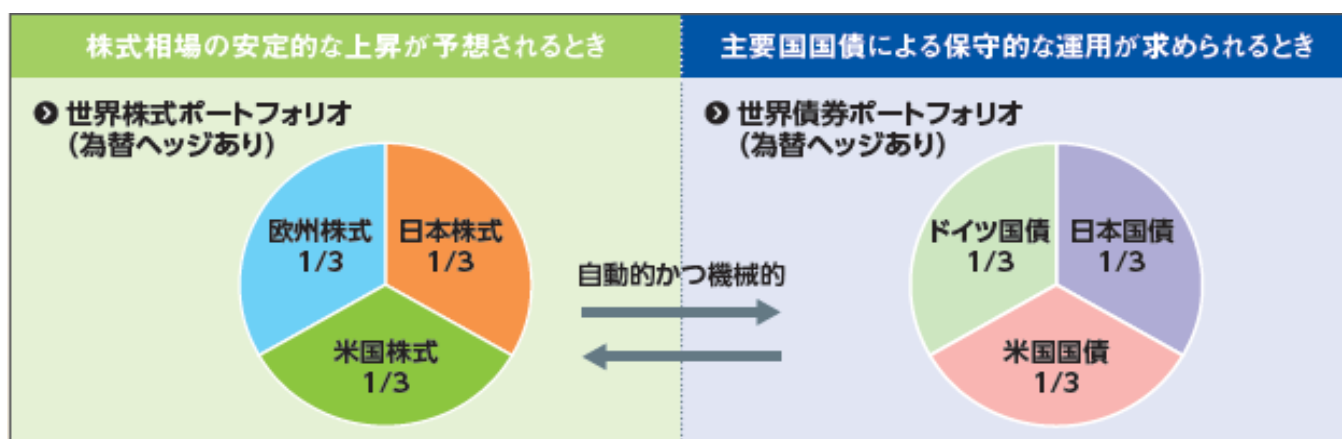 株式相場の安定的な上昇が予想されるとき
主要国国債による保守的な運用が求められるとき
世界株式ポートフォリオ
(為替ヘッジあり)
欧州株式
1/3
日本株式
1/3
米国株式
1/3
自動的かつ機械的
世界債券ポートフォリオ
(為替ヘッジあり)
ドイツ国債
1/3
日本国債
1/3
米国国債
1/3